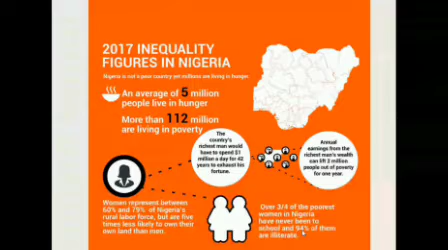 2017 INEQUALITY
FIGURES IN NIGERIA
Nigeria is not a poor country yet millions are living in hunger.
An average of 5 million
people live in hunger
More than 112 million
are living in poverty
The
country's
richest man would
have to spend $1
million a day for 42
years to exhaust his
fortune.
Annual
earnings from the
richest man's wealth
can lift 2 million
people out of poverty
for one year.
Women represent between
60% and 79% of Nigeria's
rural labor force, but are five
times less likely to own their
own land than men.
Over 3/4 of the poorest
women in Nigeria
have never been to
school and 94% of them
are illiterate.